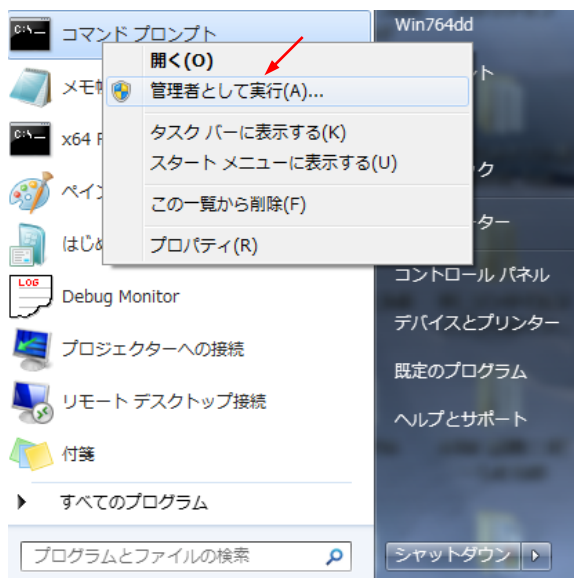 コマンド プロンプト
開く(O)
管理者として実行(A)...
タスク バーに表示する(K)
スタート メニューに表示する(U)
この一覧から削除(F)
プロパティ(R)
メモ
x64
ペイン
はじめ
LOG
Debug Monitor
プロジェクターへの接続
リモート デスクトップ接続
付箋
すべてのプログラム
プログラムとファイルの検索
Win764dd
ト
ク
ター
コントロール パネル
デバイスとプリンター
既定のプログラム
ヘルプとサポート
シャットダウン